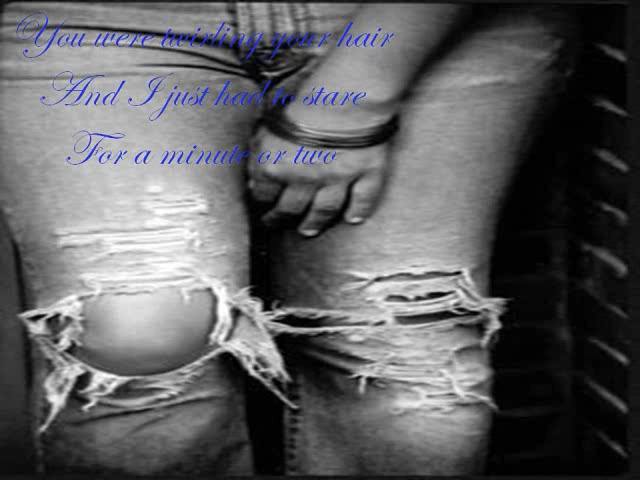 You were twirling your hair
And I just had to stare
For a minute or two